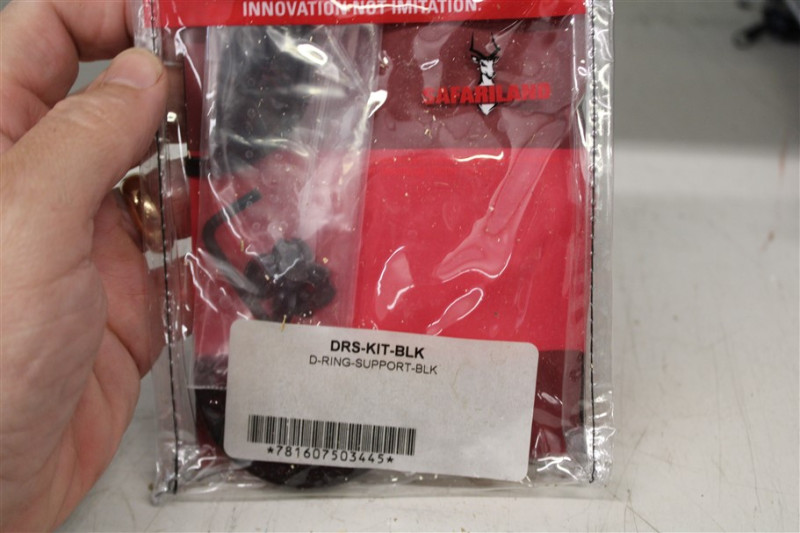 INNOVATION NOT IMITATION
SAFARILAND
DRS-KIT-BLK
D-RING-SUPPORT-BLK
*781607503445*